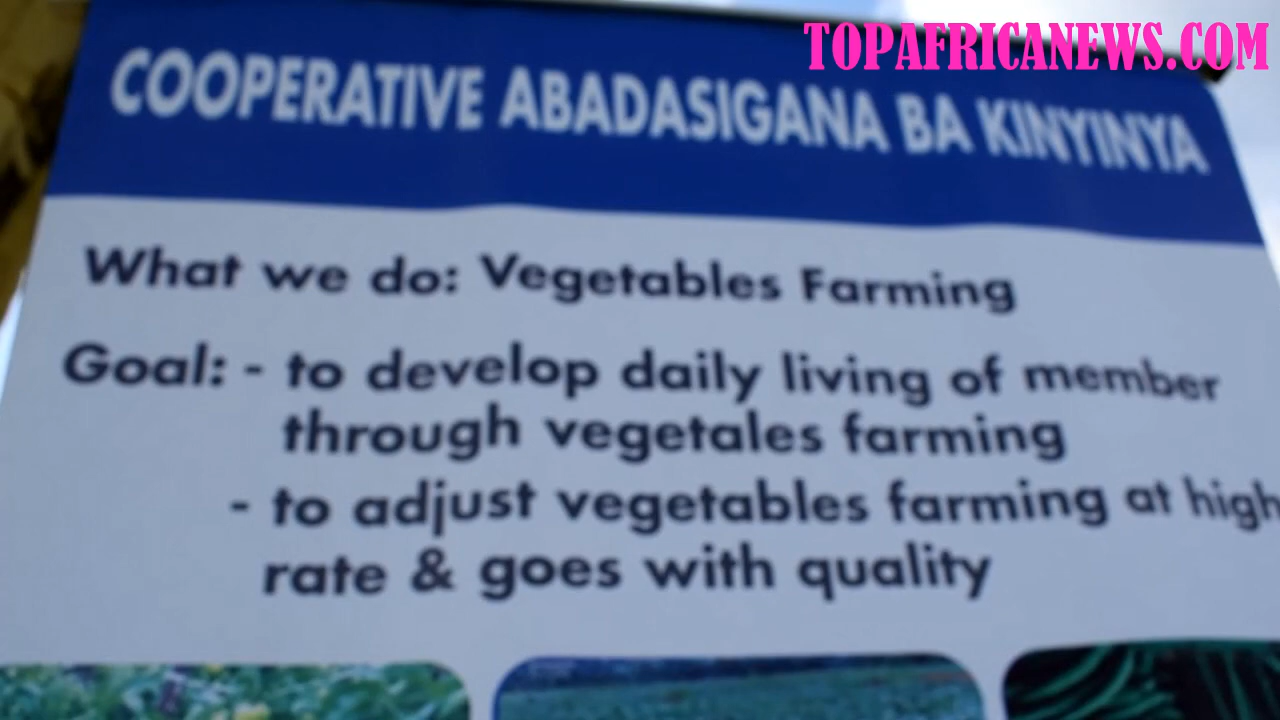 TOPAFRICANEWS.COM
COOPERATIVE ABADASIGANA BA KINYINYA
What we do: Vegetables Farming
Goal: - to develop daily living of member
through vegetales farming
- to adjust vegetables farming at high
rate & goes with quality